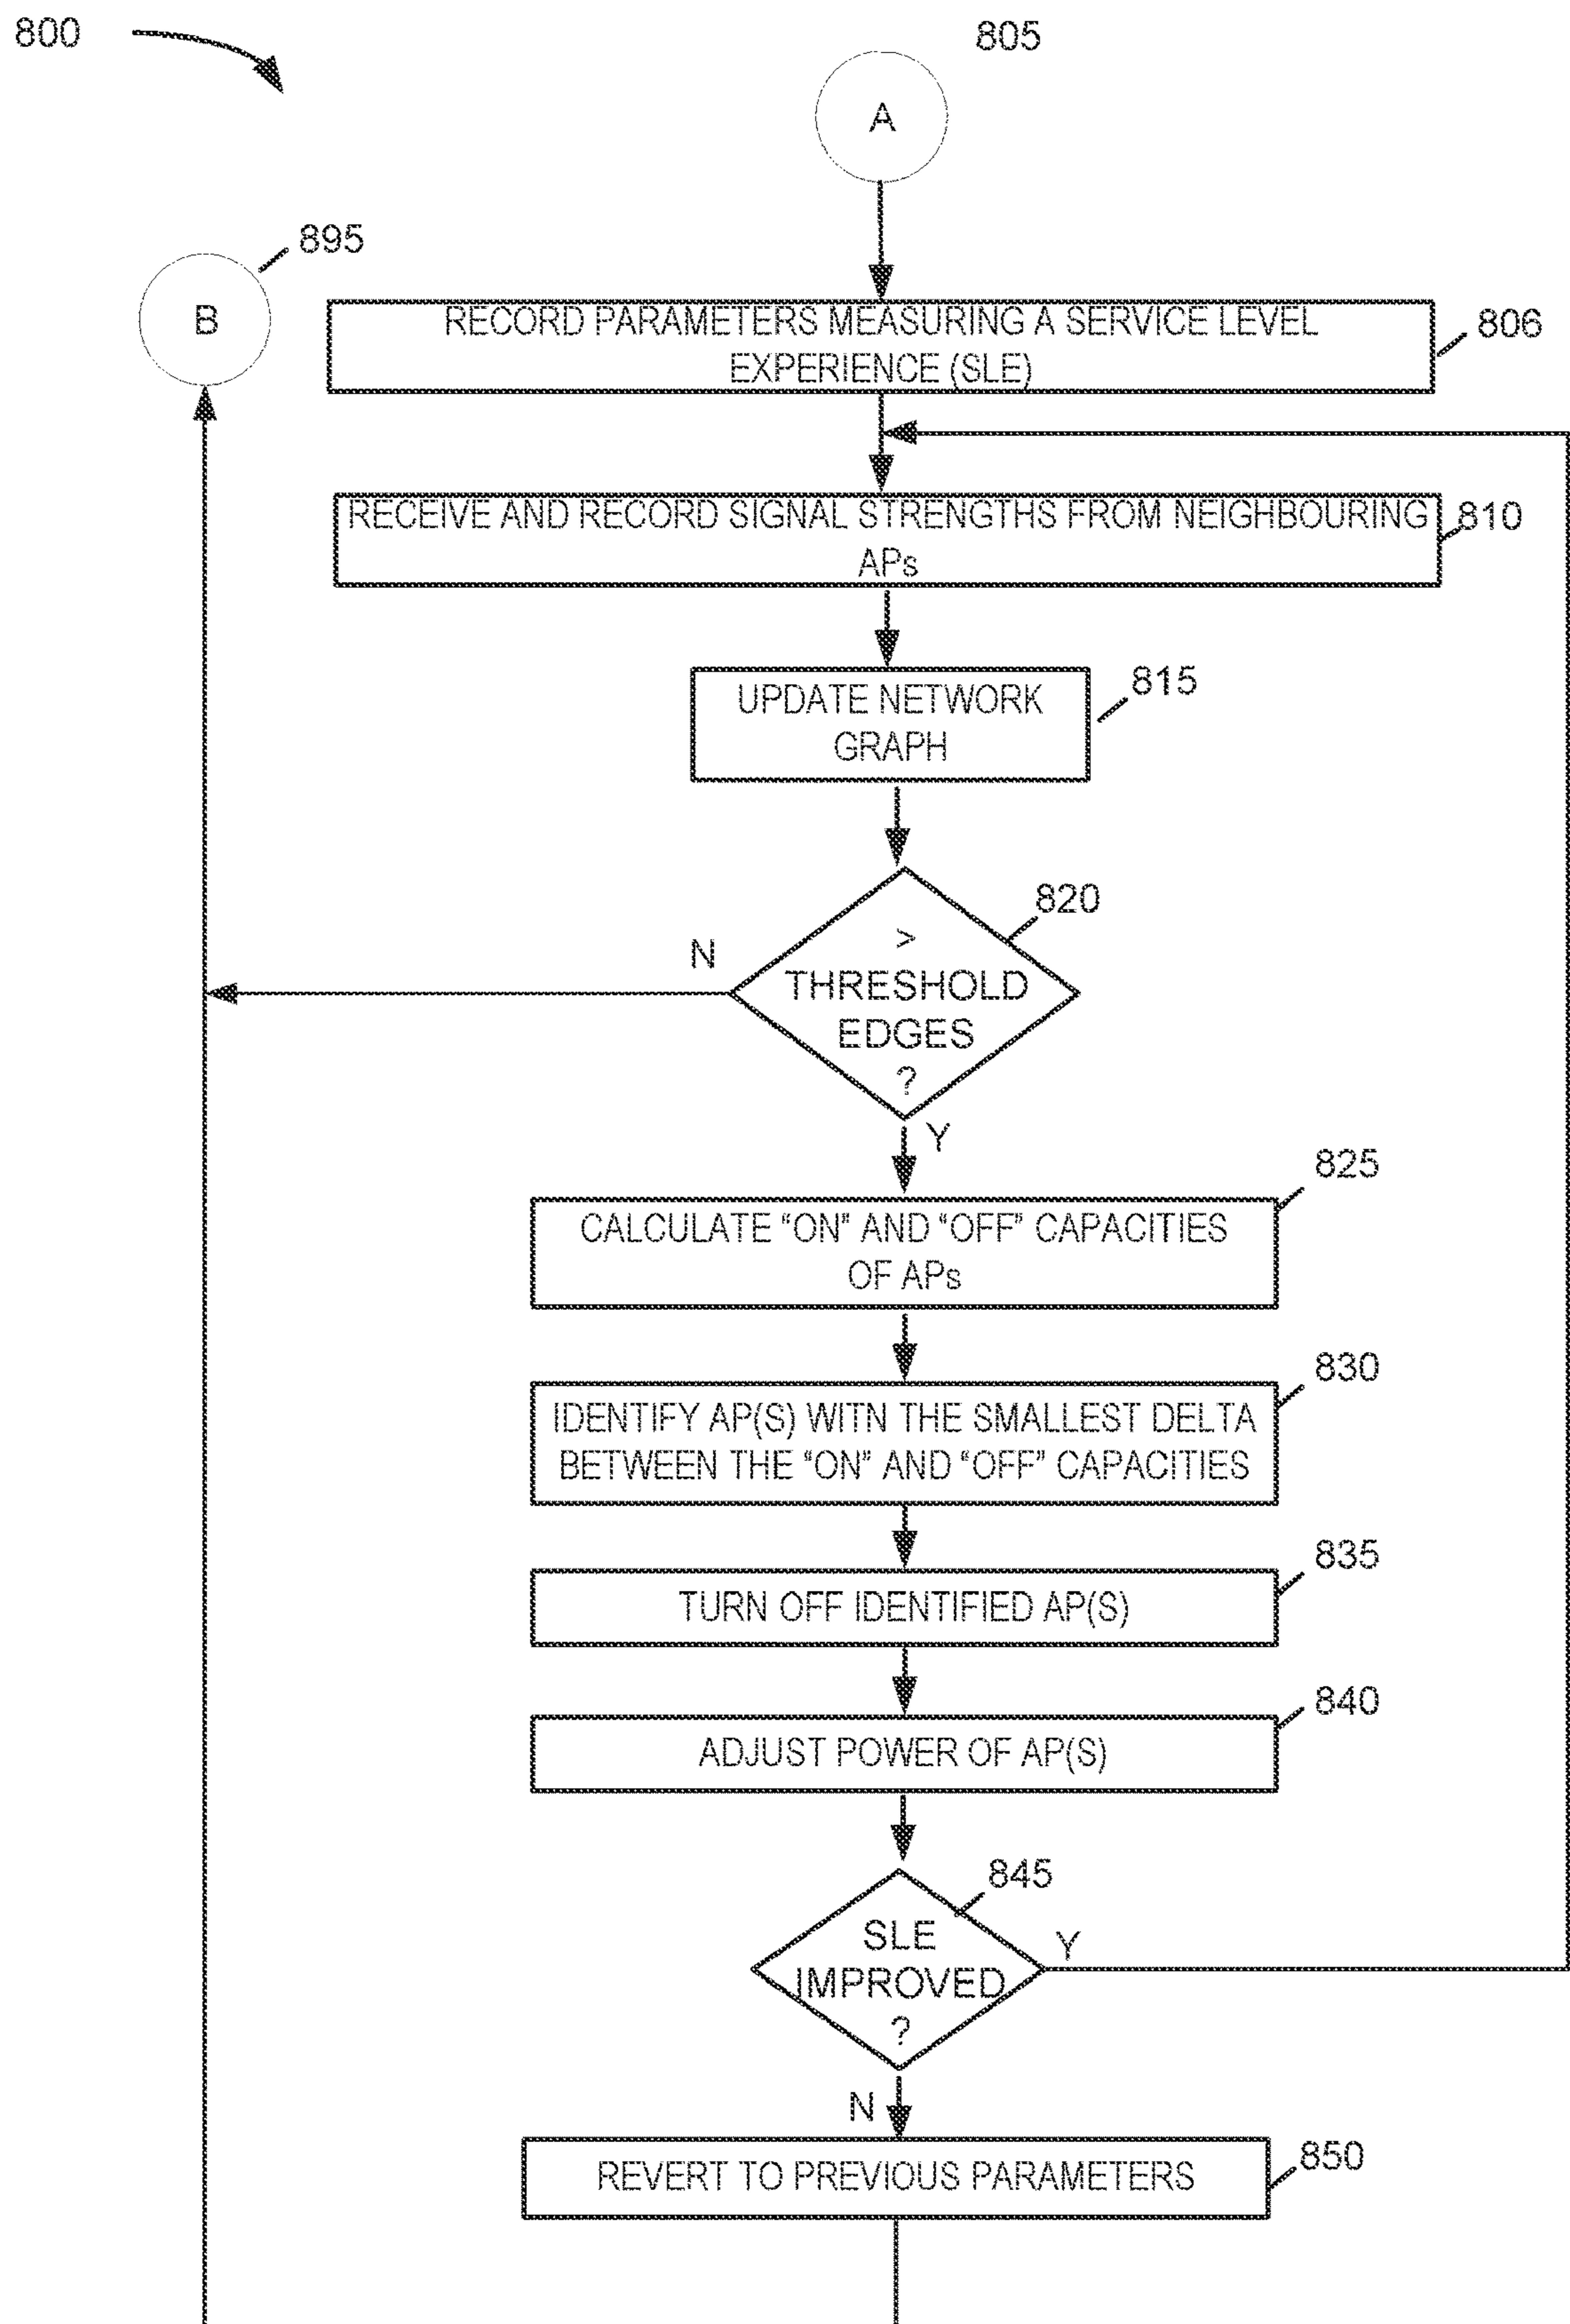 800
805
A
895
B
RECORD PARAMETERS MEASURING A SERVICE LEVEL
EXPERIENCE (SLE)
806
RECEIVE AND RECORD SIGNAL STRENGTHS FROM NEIGHBOURING
APs
810
UPDATE NETWORK
GRAPH
815
>
THRESHOLD
EDGES
?
820
N
Y
CALCULATE "ON" AND "OFF" CAPACITIES
OF APs
825
IDENTIFY AP(S) WITN THE SMALLEST DELTA
BETWEEN THE "ON" AND "OFF" CAPACITIES
830
TURN OFF IDENTIFIED AP(S)
835
ADJUST POWER OF AP(S)
840
SLE
IMPROVED
?
845
Y
N
REVERT TO PREVIOUS PARAMETERS
850